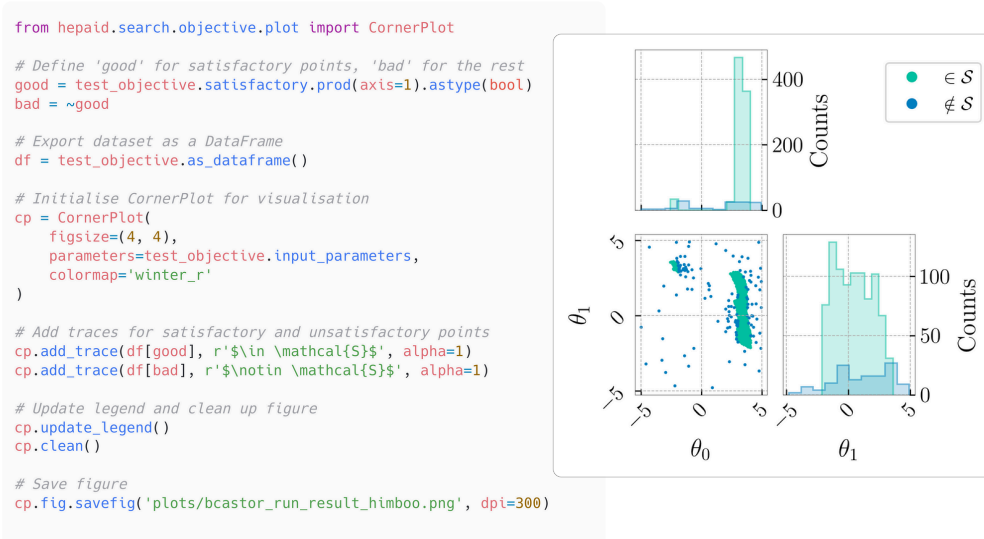 from hepaid.search.objective.plot import CornerPlot
# Define 'good' for satisfactory points, 'bad' for the rest
good = test_objective.satisfactory.prod(axis=1).astype(bool)
bad = ~good
# Export dataset as a DataFrame
df = test_objective.as_dataframe()
# Initialise CornerPlot for visualisation
cp = CornerPlot(
    figsize=(4, 4),
    parameters=test_objective.input_parameters,
    colormap='winter_r'
)
# Add traces for satisfactory and unsatisfactory points
cp.add_trace(df[good], r'$\in \mathcal{S}$', alpha=1)
cp.add_trace(df[bad], r'$\notin \mathcal{S}$', alpha=1)
# Update legend and clean up figure
cp.update_legend()
cp.clean()
# Save figure
cp.fig.savefig('plots/bcastor_run_result_himboo.png', dpi=300)
∈ S
∉ S
400
200
0
Counts
5
0
−5
θ1
−5 0 5
θ0
100
50
0
Counts
−5 0 5
θ1